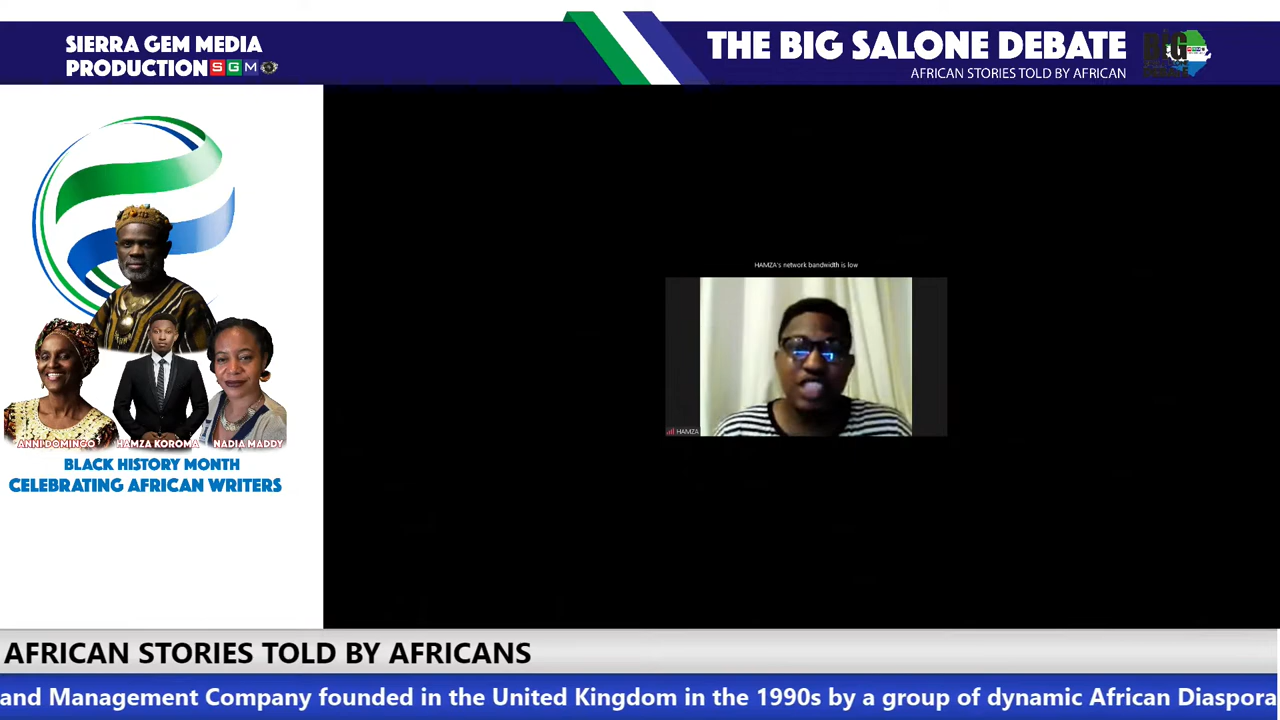 SIERRA GEM MEDIA
PRODUCTION SGM
THE BIG SALONE DEBATE
AFRICAN STORIES TOLD BY AFRICAN
BIG
HAMZA's network bandwidth is low
HAMZA
ANNI DOMINGO HAMZA KOROMA NADIA MADDY
BLACK HISTORY MONTH
CELEBRATING AFRICAN WRITERS
AFRICAN STORIES TOLD BY AFRICANS
and Management Company founded in the United Kingdom in the 1990s by a group of dynamic African Diaspora